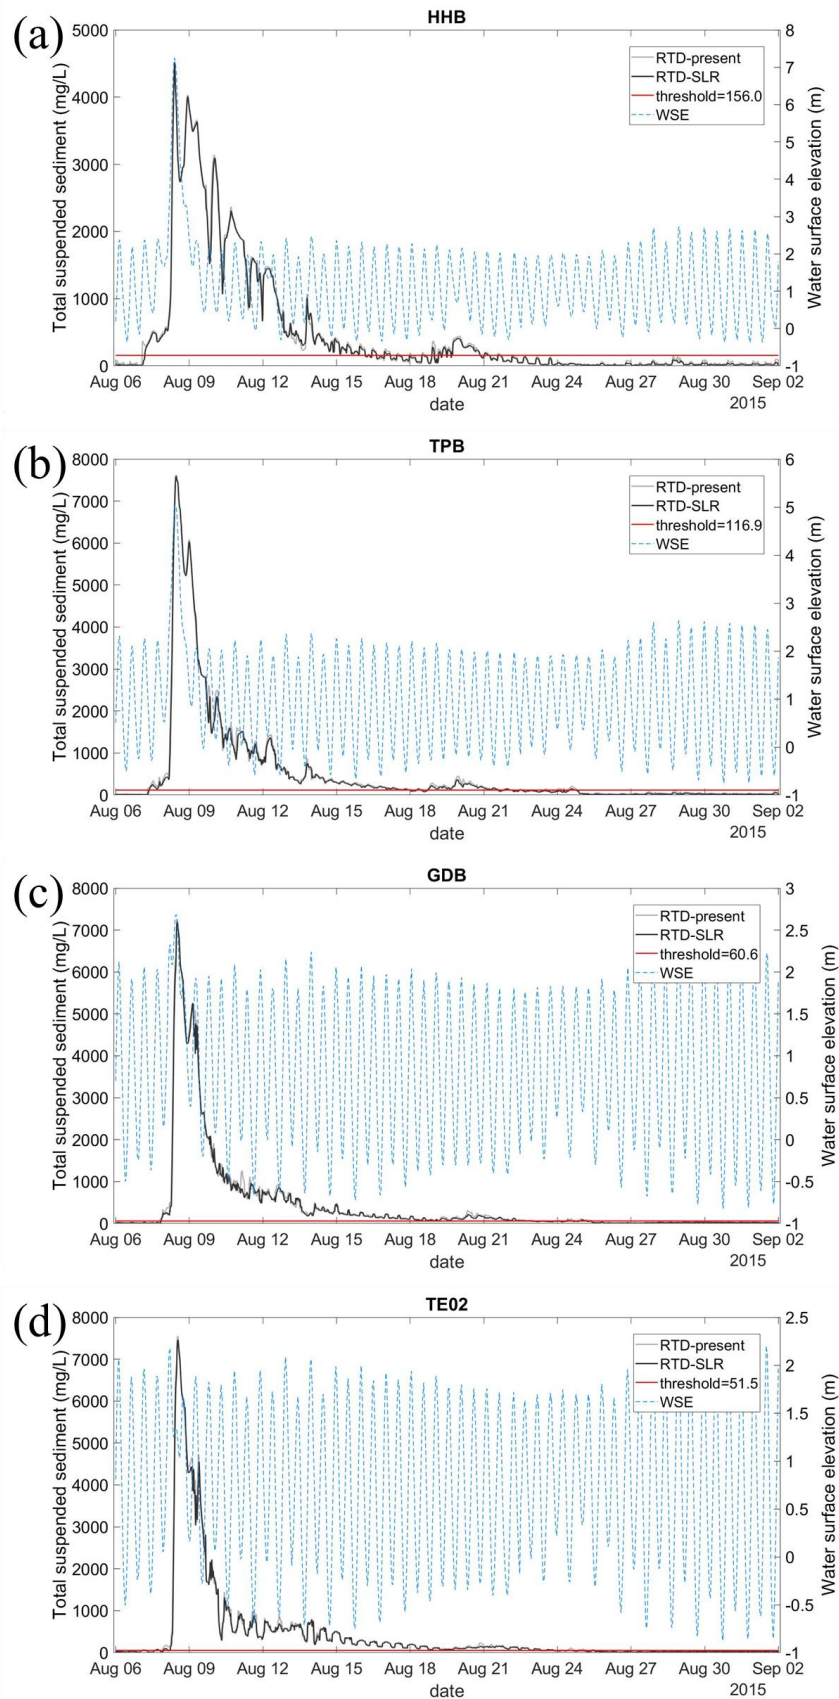 (a)
HHB
Total suspended sediment (mg/L)
5000
4000
3000
2000
1000
0
8
7
6
5
4
3
2
1
0
-1
Water surface elevation (m)
RTD-present
RTD-SLR
threshold=156.0
WSE
Aug 06 Aug 09 Aug 12 Aug 15 Aug 18 Aug 21 Aug 24 Aug 27 Aug 30 Sep 02
date
2015
(b)
TPB
Total suspended sediment (mg/L)
8000
7000
6000
5000
4000
3000
2000
1000
0
6
5
4
3
2
1
0
-1
Water surface elevation (m)
RTD-present
RTD-SLR
threshold=116.9
WSE
Aug 06 Aug 09 Aug 12 Aug 15 Aug 18 Aug 21 Aug 24 Aug 27 Aug 30 Sep 02
date
2015
(c)
GDB
Total suspended sediment (mg/L)
8000
7000
6000
5000
4000
3000
2000
1000
0
3
2.5
2
1.5
1
0.5
0
-0.5
-1
Water surface elevation (m)
RTD-present
RTD-SLR
threshold=60.6
WSE
Aug 06 Aug 09 Aug 12 Aug 15 Aug 18 Aug 21 Aug 24 Aug 27 Aug 30 Sep 02
date
2015
(d)
TE02
Total suspended sediment (mg/L)
8000
7000
6000
5000
4000
3000
2000
1000
0
2.5
2
1.5
1
0.5
0
-0.5
-1
Water surface elevation (m)
RTD-present
RTD-SLR
threshold=51.5
WSE
Aug 06 Aug 09 Aug 12 Aug 15 Aug 18 Aug 21 Aug 24 Aug 27 Aug 30 Sep 02
date
2015